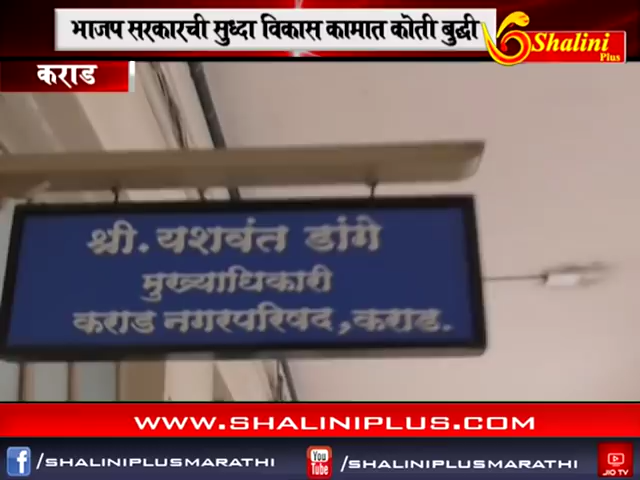 भाजप सरकारची सुध्दा विकास कामात कोती बुद्धी
Shalini
Plus
कराड
श्री. यशवंत डांगे
मुख्याधिकारी
कराड नगरपरिषद, कराड.
WWW.SHALINIPLUS.COM
/SHALINIPLUSMARATHI
You Tube
/SHALINIPLUSMARATHI
JIO TV